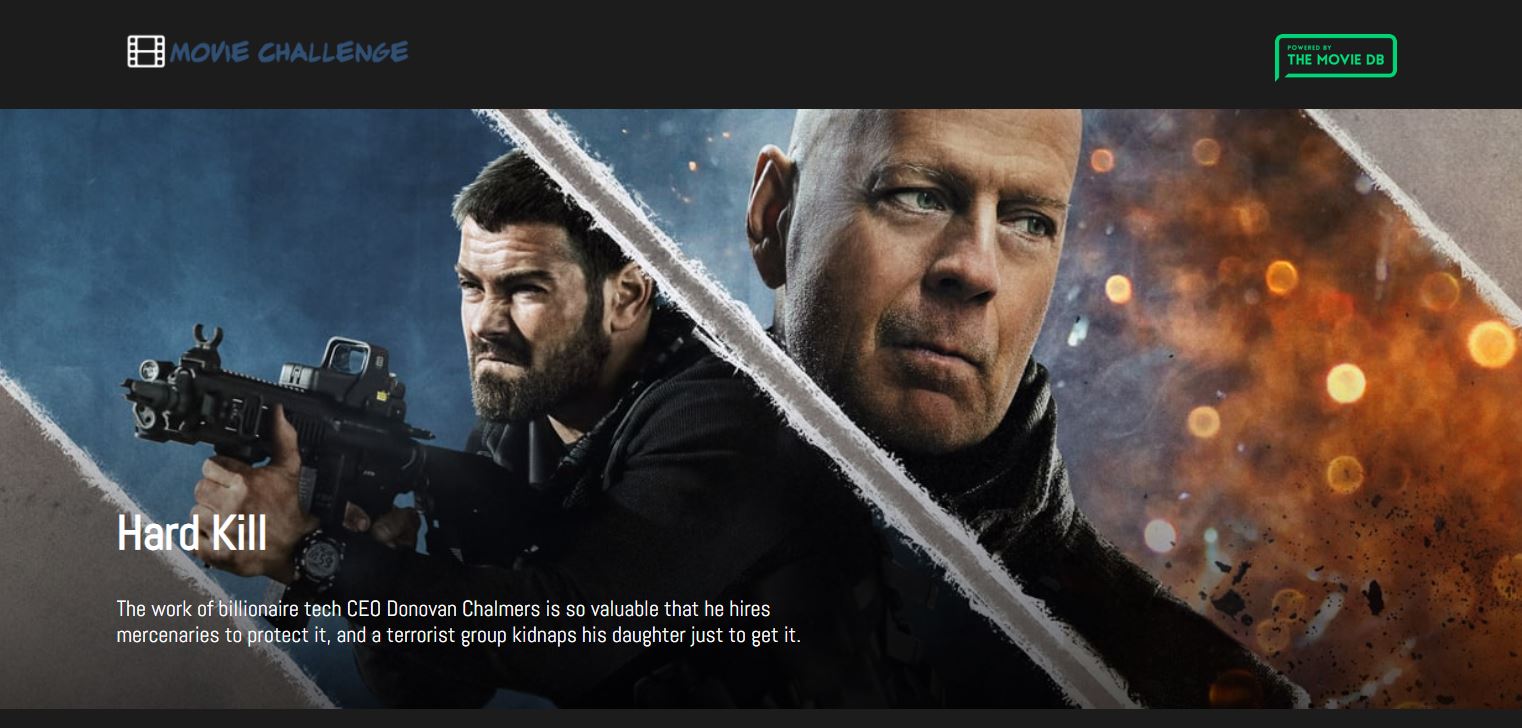 MOVIE CHALLENGE
POWERED BY
THE MOVIE DB
Hard Kill
The work of billionaire tech CEO Donovan Chalmers is so valuable that he hires
mercenaries to protect it, and a terrorist group kidnaps his daughter just to get it.